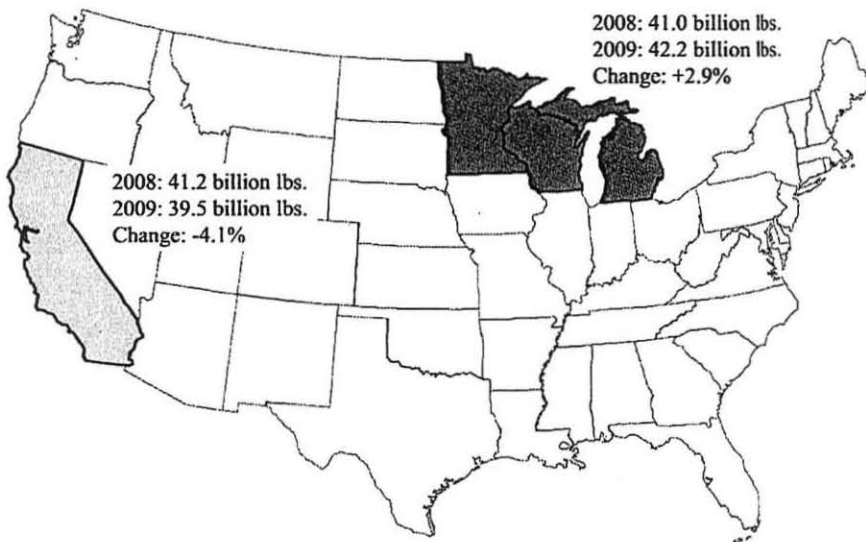 2008: 41.0 billion lbs.
2009: 42.2 billion lbs.
Change: +2.9%
2008: 41.2 billion lbs.
2009: 39.5 billion lbs.
Change: -4.1%